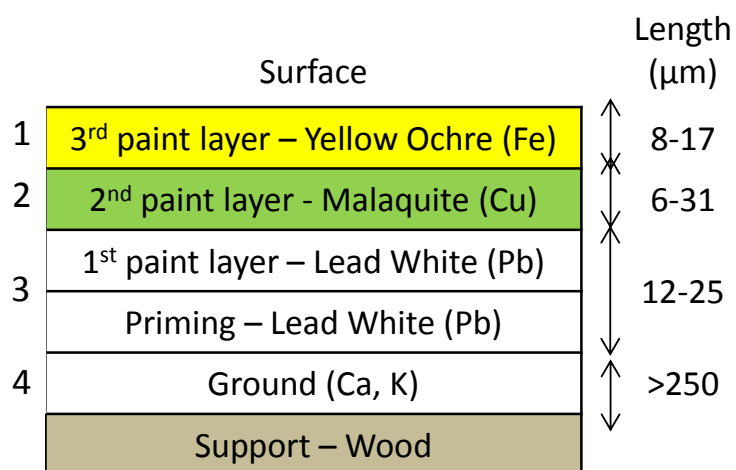 Length
(μm)
Surface
1 3rd paint layer – Yellow Ochre (Fe) 8-17
2 2nd paint layer - Malaquite (Cu) 6-31
1st paint layer – Lead White (Pb)
3 12-25
Priming – Lead White (Pb)
4 Ground (Ca, K) >250
Support – Wood